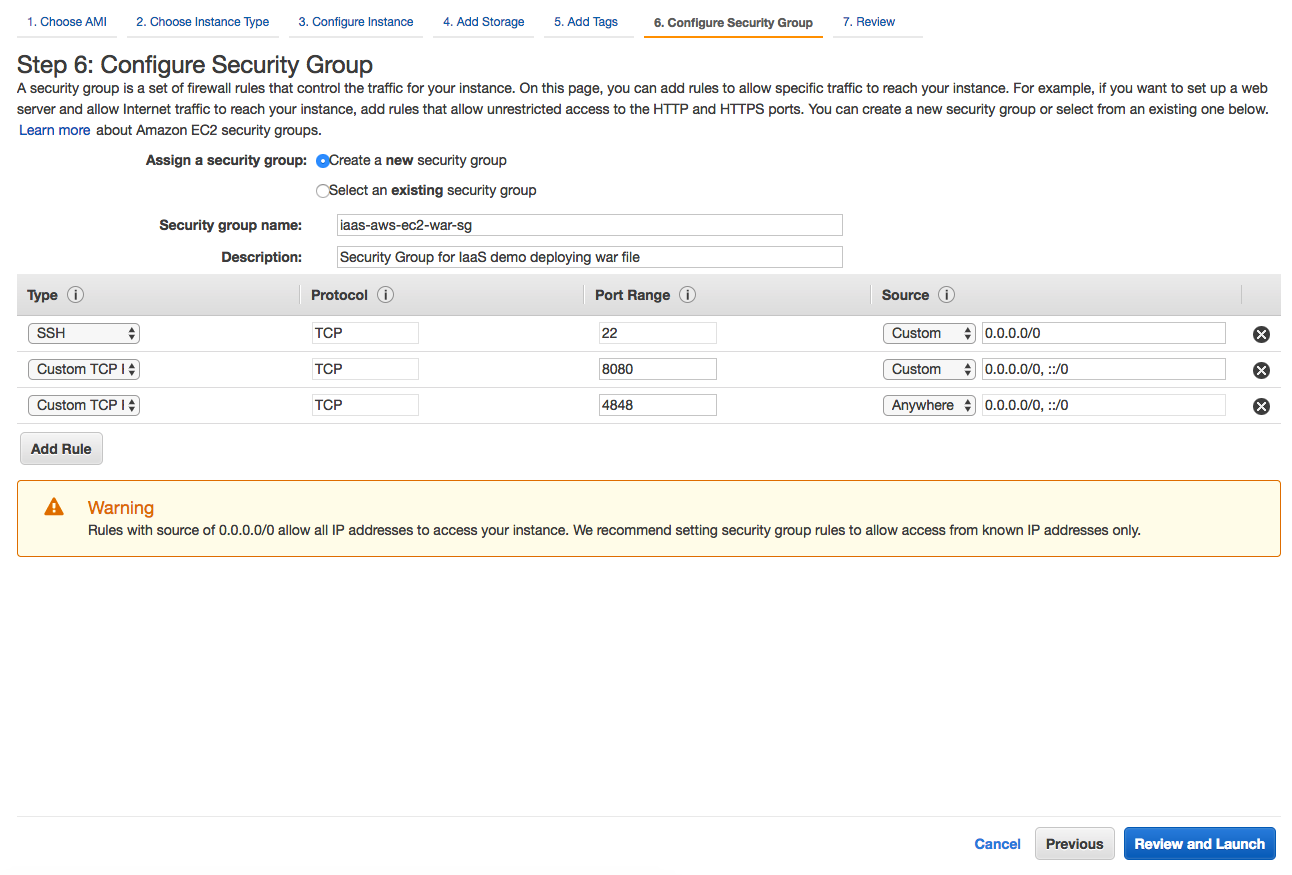 1. Choose AMI 2. Choose Instance Type 3. Configure Instance 4. Add Storage 5. Add Tags 6. Configure Security Group 7. Review
Step 6: Configure Security Group
A security group is a set of firewall rules that control the traffic for your instance. On this page, you can add rules to allow specific traffic to reach your instance. For example, if you want to set up a web
server and allow Internet traffic to reach your instance, add rules that allow unrestricted access to the HTTP and HTTPS ports. You can create a new security group or select from an existing one below.
Learn more about Amazon EC2 security groups.
Assign a security group: Create a new security group
Select an existing security group
Security group name: iaas-aws-ec2-war-sg
Description: Security Group for IaaS demo deploying war file
Type i Protocol i Port Range i Source i
SSH TCP 22 Custom 0.0.0.0/0
Custom TCP TCP 8080 Custom 0.0.0.0/0, ::/0
Custom TCP TCP 4848 Anywhere 0.0.0.0/0, ::/0
Add Rule
Warning
Rules with source of 0.0.0.0/0 allow all IP addresses to access your instance. We recommend setting security group rules to allow access from known IP addresses only.
Cancel Previous Review and Launch